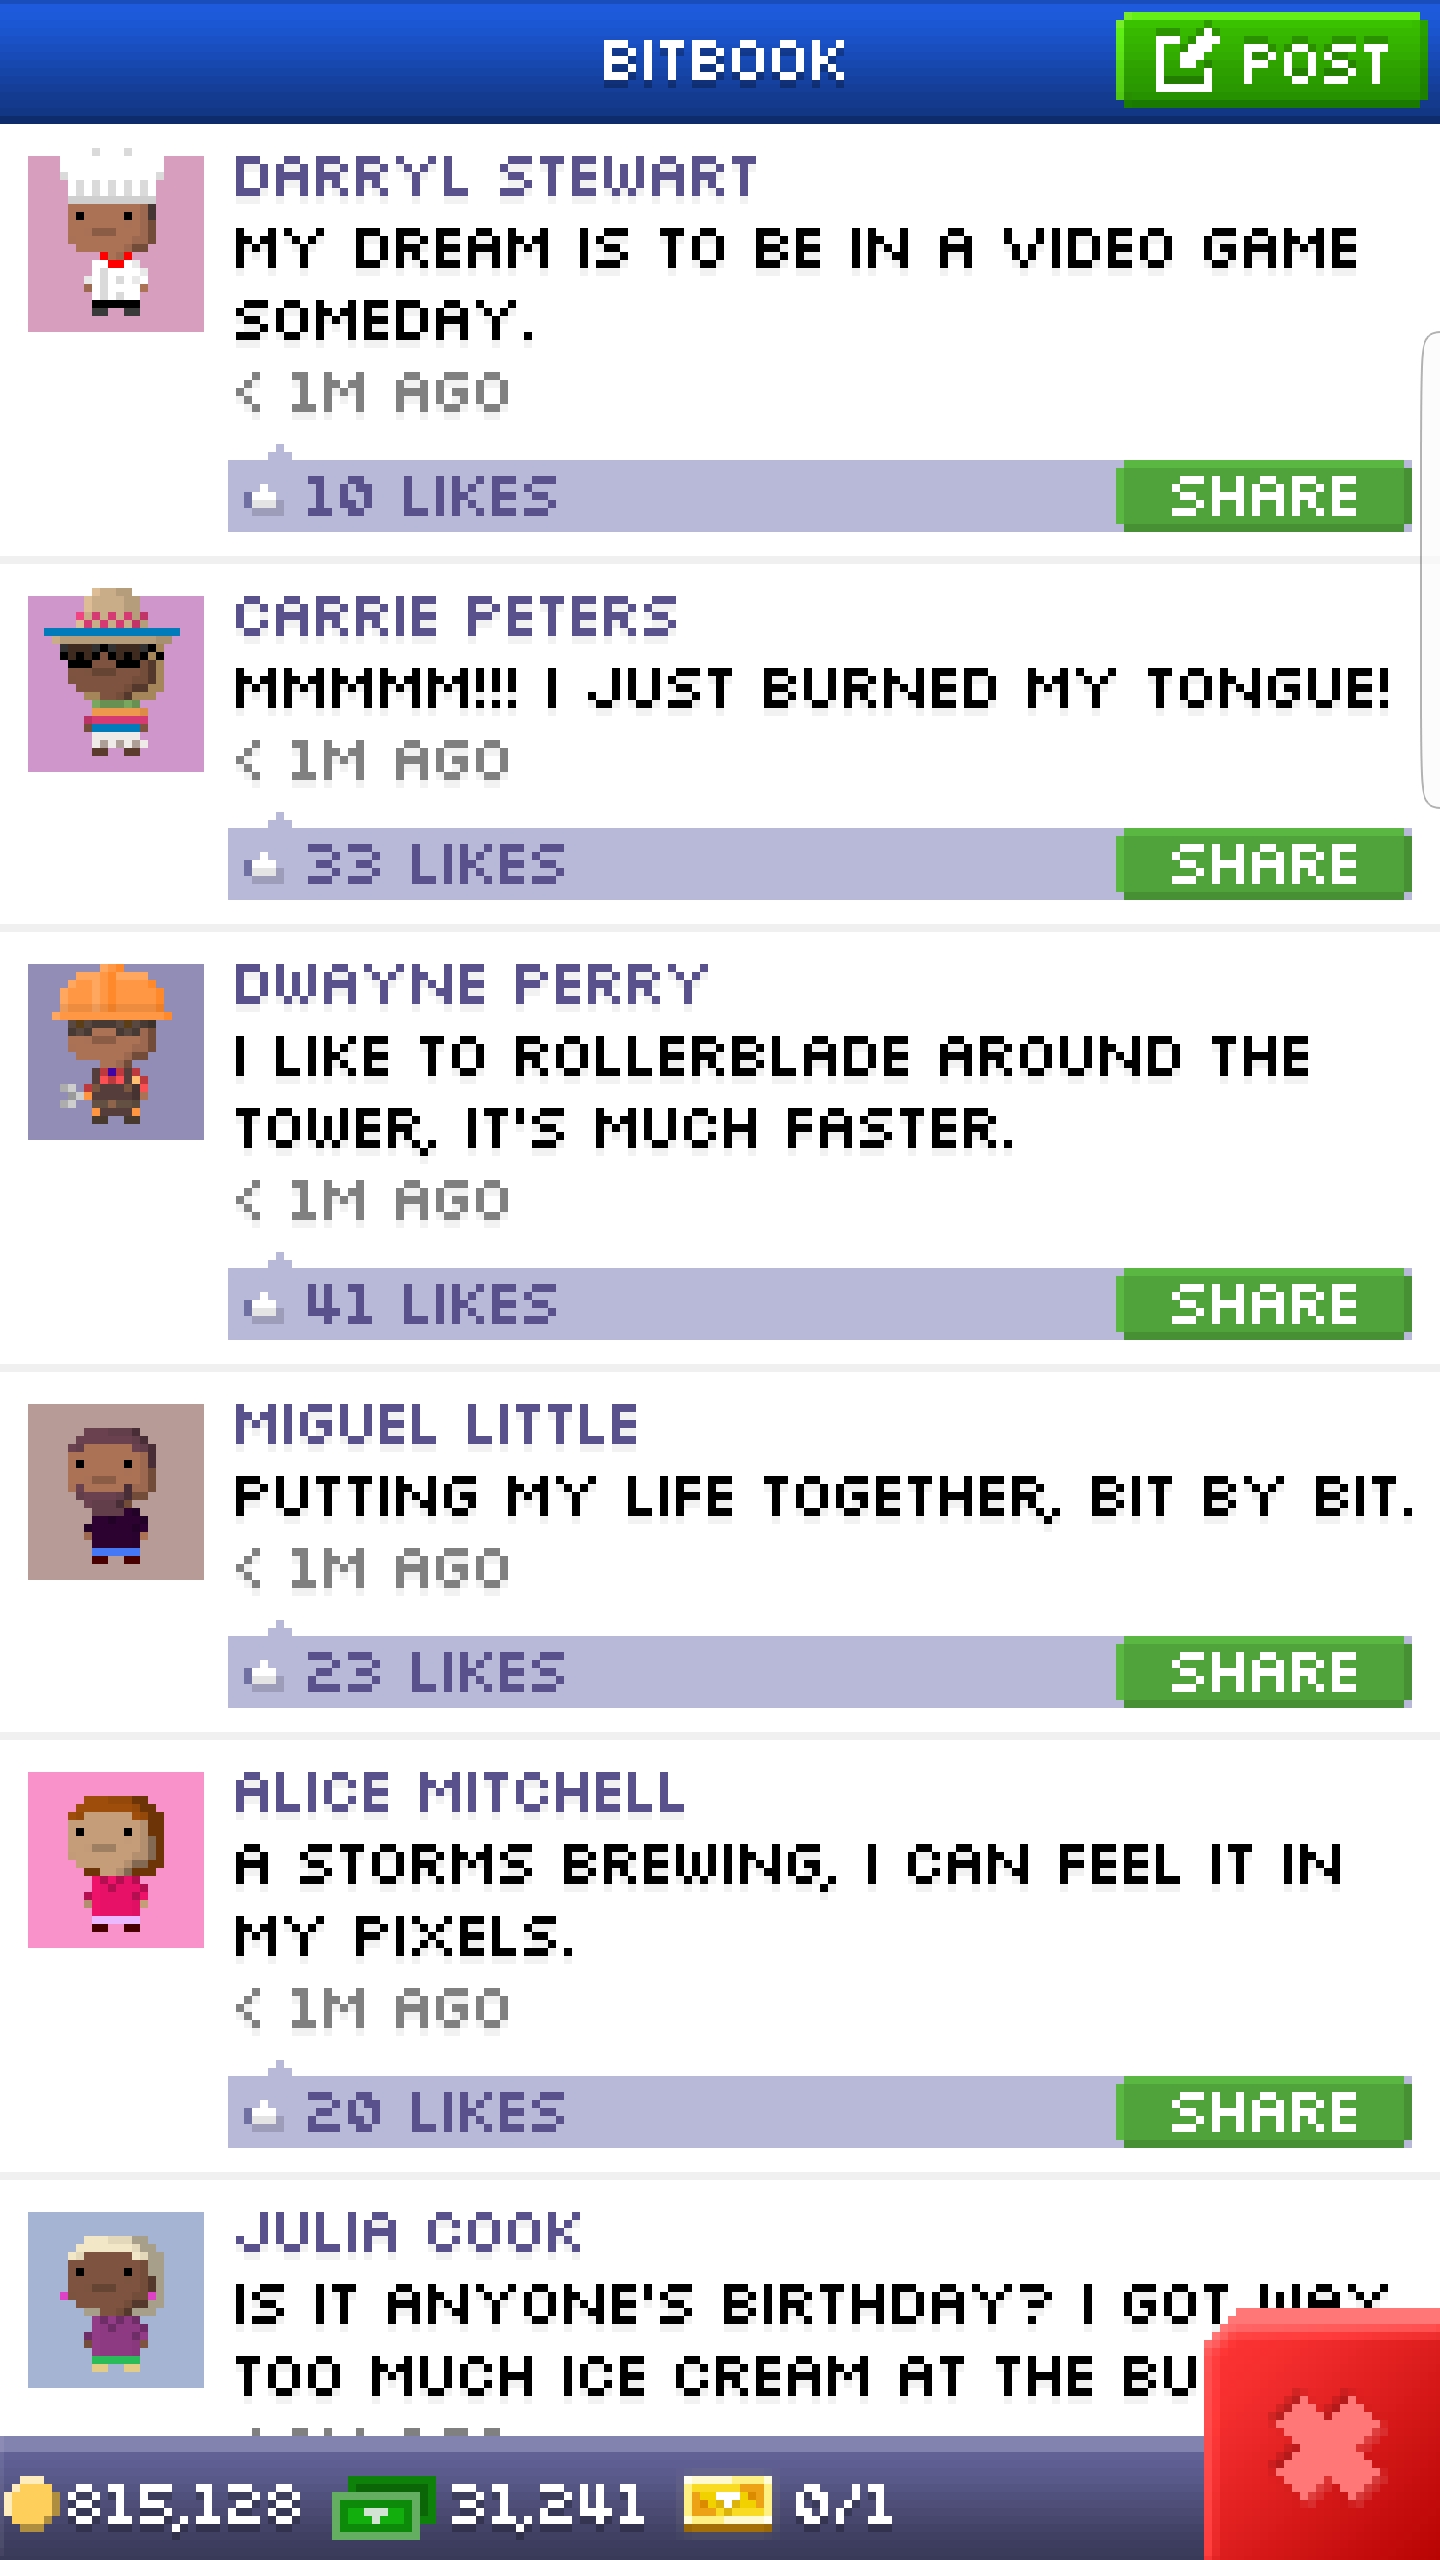 BITBOOK
POST
DARRYL STEWART
MY DREAM IS TO BE IN A VIDEO GAME
SOMEDAY.
< 1M AGO
10 LIKES
SHARE
CARRIE PETERS
MMMMM!!! I JUST BURNED MY TONGUE!
< 1M AGO
33 LIKES
SHARE
DWAYNE PERRY
I LIKE TO ROLLERBLADE AROUND THE
TOWER, IT'S MUCH FASTER.
< 1M AGO
41 LIKES
SHARE
MIGUEL LITTLE
PUTTING MY LIFE TOGETHER, BIT BY BIT.
< 1M AGO
23 LIKES
SHARE
ALICE MITCHELL
A STORMS BREWING, I CAN FEEL IT IN
MY PIXELS.
< 1M AGO
20 LIKES
SHARE
JULIA COOK
IS IT ANYONE'S BIRTHDAY? I GOT WAY
TOO MUCH ICE CREAM AT THE BU
815,128
31,241
0/1